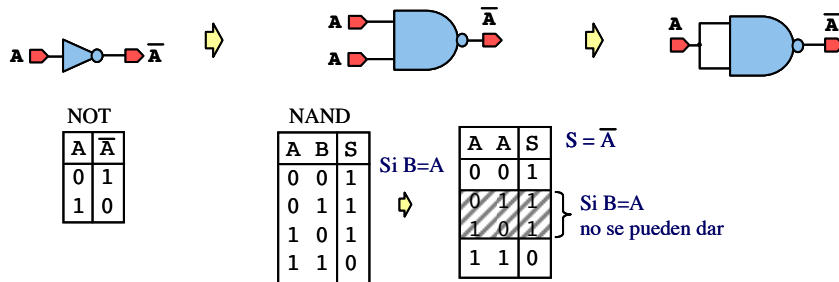 A A̅
A A̅
A
A A̅
NOT
A A̅
0 1
1 0
NAND
A B S
0 0 1
0 1 1
1 0 1
1 1 0
Si B=A
A A S
0 0 1
0 1 1
1 0 1
1 1 0
S = A̅
Si B=A
no se pueden dar